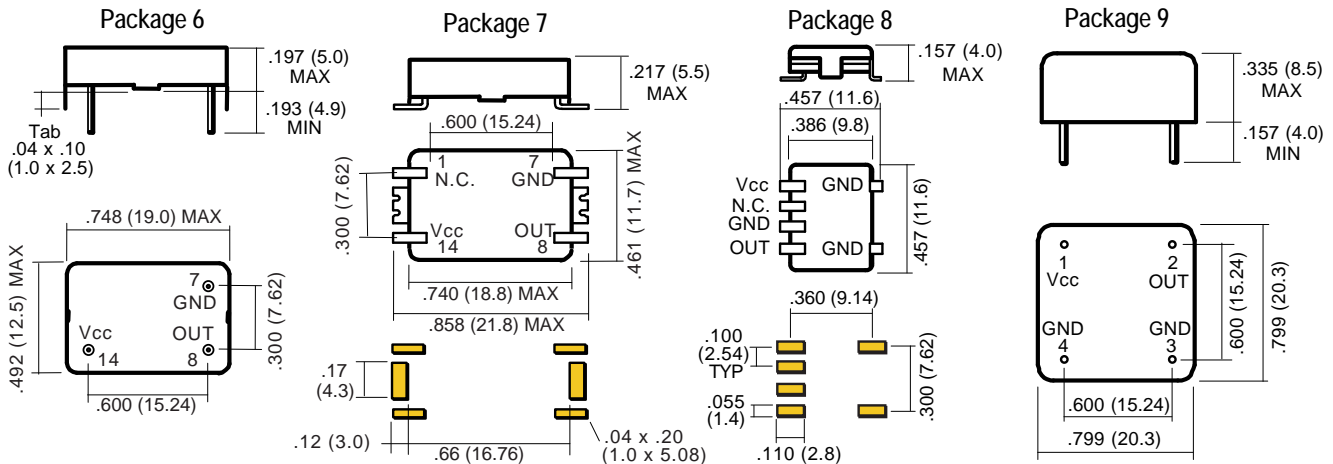 Package 6
.197 (5.0)
MAX
.193 (4.9)
MIN
Tab
.04 x .10
(1.0 x 2.5)
.748 (19.0) MAX
.492 (12.5) MAX
7
GND
Vcc
OUT
14
8
.300 (7.62)
.600 (15.24)
Package 7
.217 (5.5)
MAX
.600 (15.24)
1
7
N.C.
GND
Vcc
OUT
14
8
.300 (7.62)
.461 (11.7) MAX
.740 (18.8) MAX
.858 (21.8) MAX
.17
(4.3)
.12 (3.0)
.66 (16.76)
.04 x .20
(1.0 x 5.08)
Package 8
.157 (4.0)
MAX
.457 (11.6)
.386 (9.8)
Vcc
GND
N.C.
GND
OUT
GND
.457 (11.6)
.360 (9.14)
.100
(2.54)
TYP
.055
(1.4)
.300 (7.62)
.110 (2.8)
Package 9
.335 (8.5)
MAX
.157 (4.0)
MIN
1
2
Vcc
OUT
GND
GND
4
3
.600 (15.24)
.799 (20.3)
.600 (15.24)
.799 (20.3)